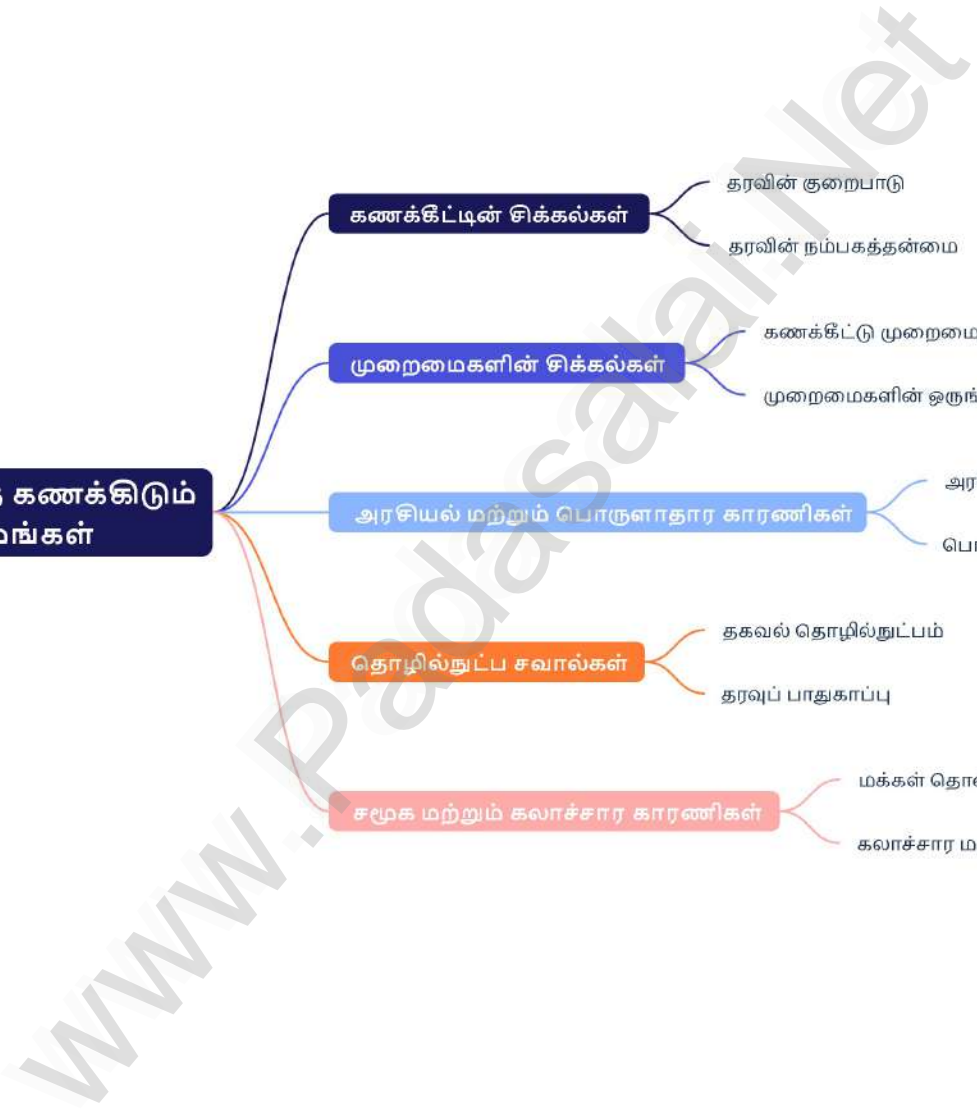 கணக்கிடும்
கணக்கீட்டின் சிக்கல்கள்
தரவின் குறைபாடு
தரவின் நம்பகத்தன்மை
முறைமைகளின் சிக்கல்கள்
கணக்கீட்டு முறைமை
முறைமைகளின்
அரசியல் மற்றும் பொருளாதார காரணிகள்
தொழில்நுட்ப சவால்கள்
தகவல் தொழில்நுட்பம்
தரவுப் பாதுகாப்பு
சமூக மற்றும் கலாச்சார காரணிகள்
மக்கள்
கலாச்சார
www.Padasalai.Net